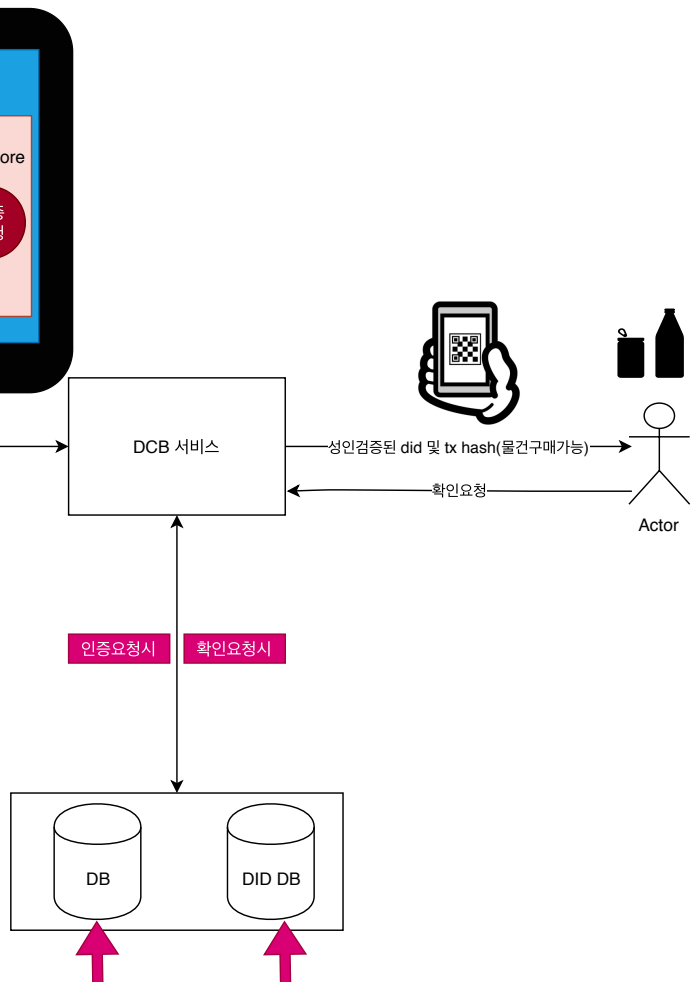 ore
DCB 서비스
성인검증된 did 및 tx hash(물건구매가능)
확인요청
Actor
인증요청시
확인요청시
DB
DID DB